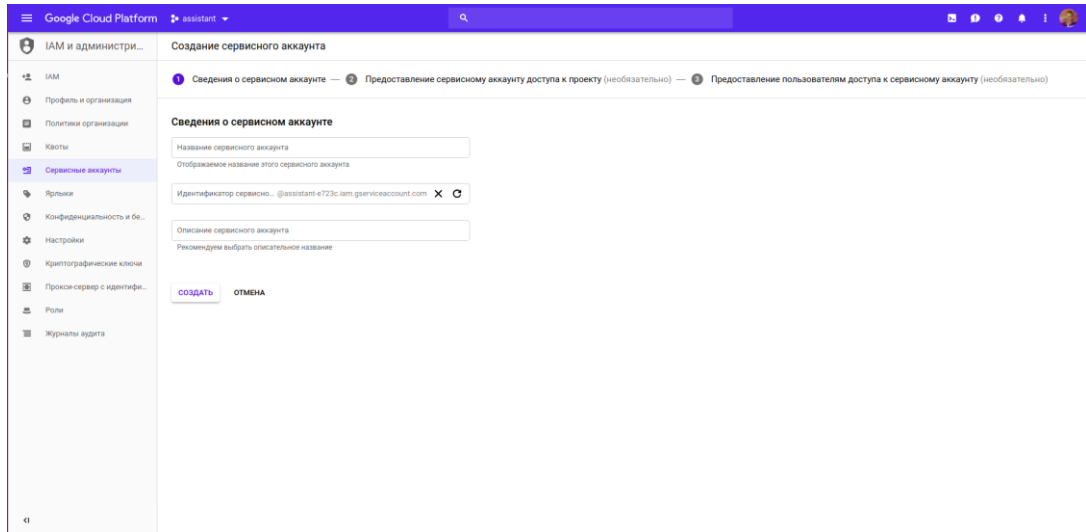 Google Cloud Platform
assistant
IAM и администри...
Создание сервисного аккаунта
1 Сведения о сервисном аккаунте — 2 Предоставление сервисному аккаунту доступа к проекту (необязательно) — 3 Предоставление пользователям доступа к сервисному аккаунту (необязательно)
IAM
Профиль и организация
Политики организации
Квоты
Сервисные аккаунты
Ярлыки
Конфиденциальность и бе...
Настройки
Криптографические ключи
Прокси-сервер с идентифи...
Роли
Журналы аудита
Сведения о сервисном аккаунте
Название сервисного аккаунта
Отображаемое название этого сервисного аккаунта
Идентификатор сервисно... @assistant-e723c.iam.gserviceaccount.com
Описание сервисного аккаунта
Рекомендуем выбрать описательное название
СОЗДАТЬ
ОТМЕНА